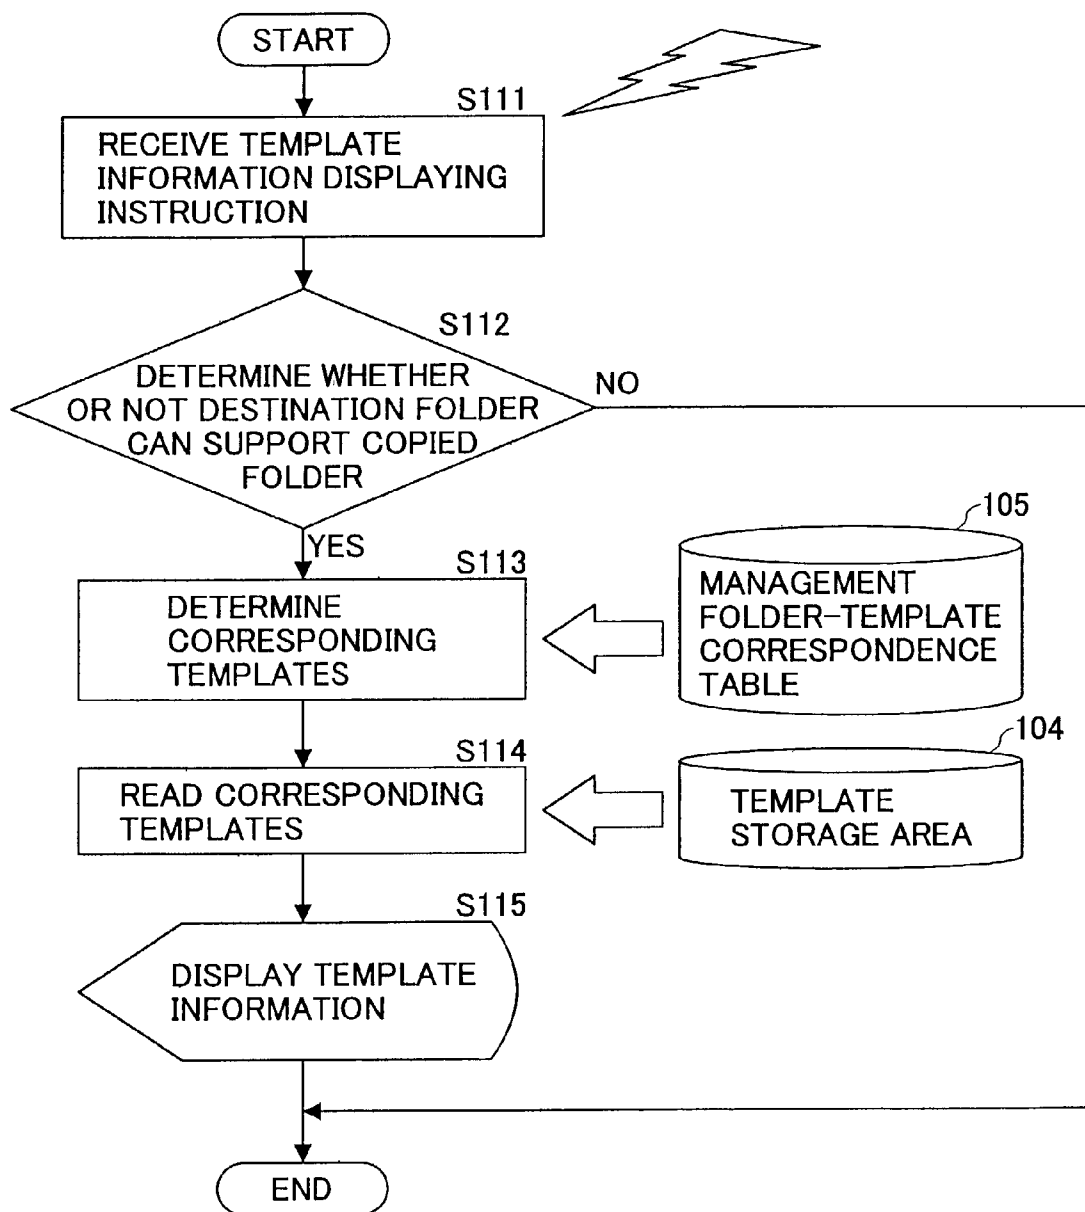 START
S111
RECEIVE TEMPLATE
INFORMATION DISPLAYING
INSTRUCTION
S112
DETERMINE WHETHER
OR NOT DESTINATION FOLDER
CAN SUPPORT COPIED
FOLDER
NO
YES
S113
DETERMINE
CORRESPONDING
TEMPLATES
105
MANAGEMENT
FOLDER-TEMPLATE
CORRESPONDENCE
TABLE
S114
READ CORRESPONDING
TEMPLATES
104
TEMPLATE
STORAGE AREA
S115
DISPLAY TEMPLATE
INFORMATION
END